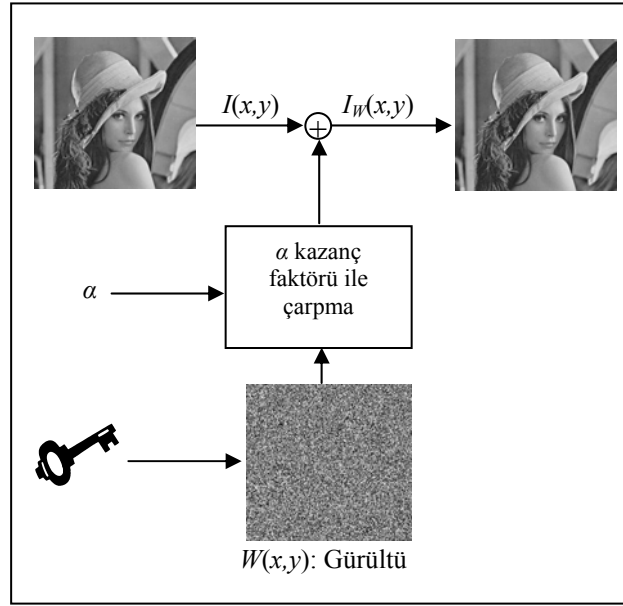 I(x,y)
I_W(x,y)
+
α kazanç
faktörü ile
çarpma
α
W(x,y): Gürültü